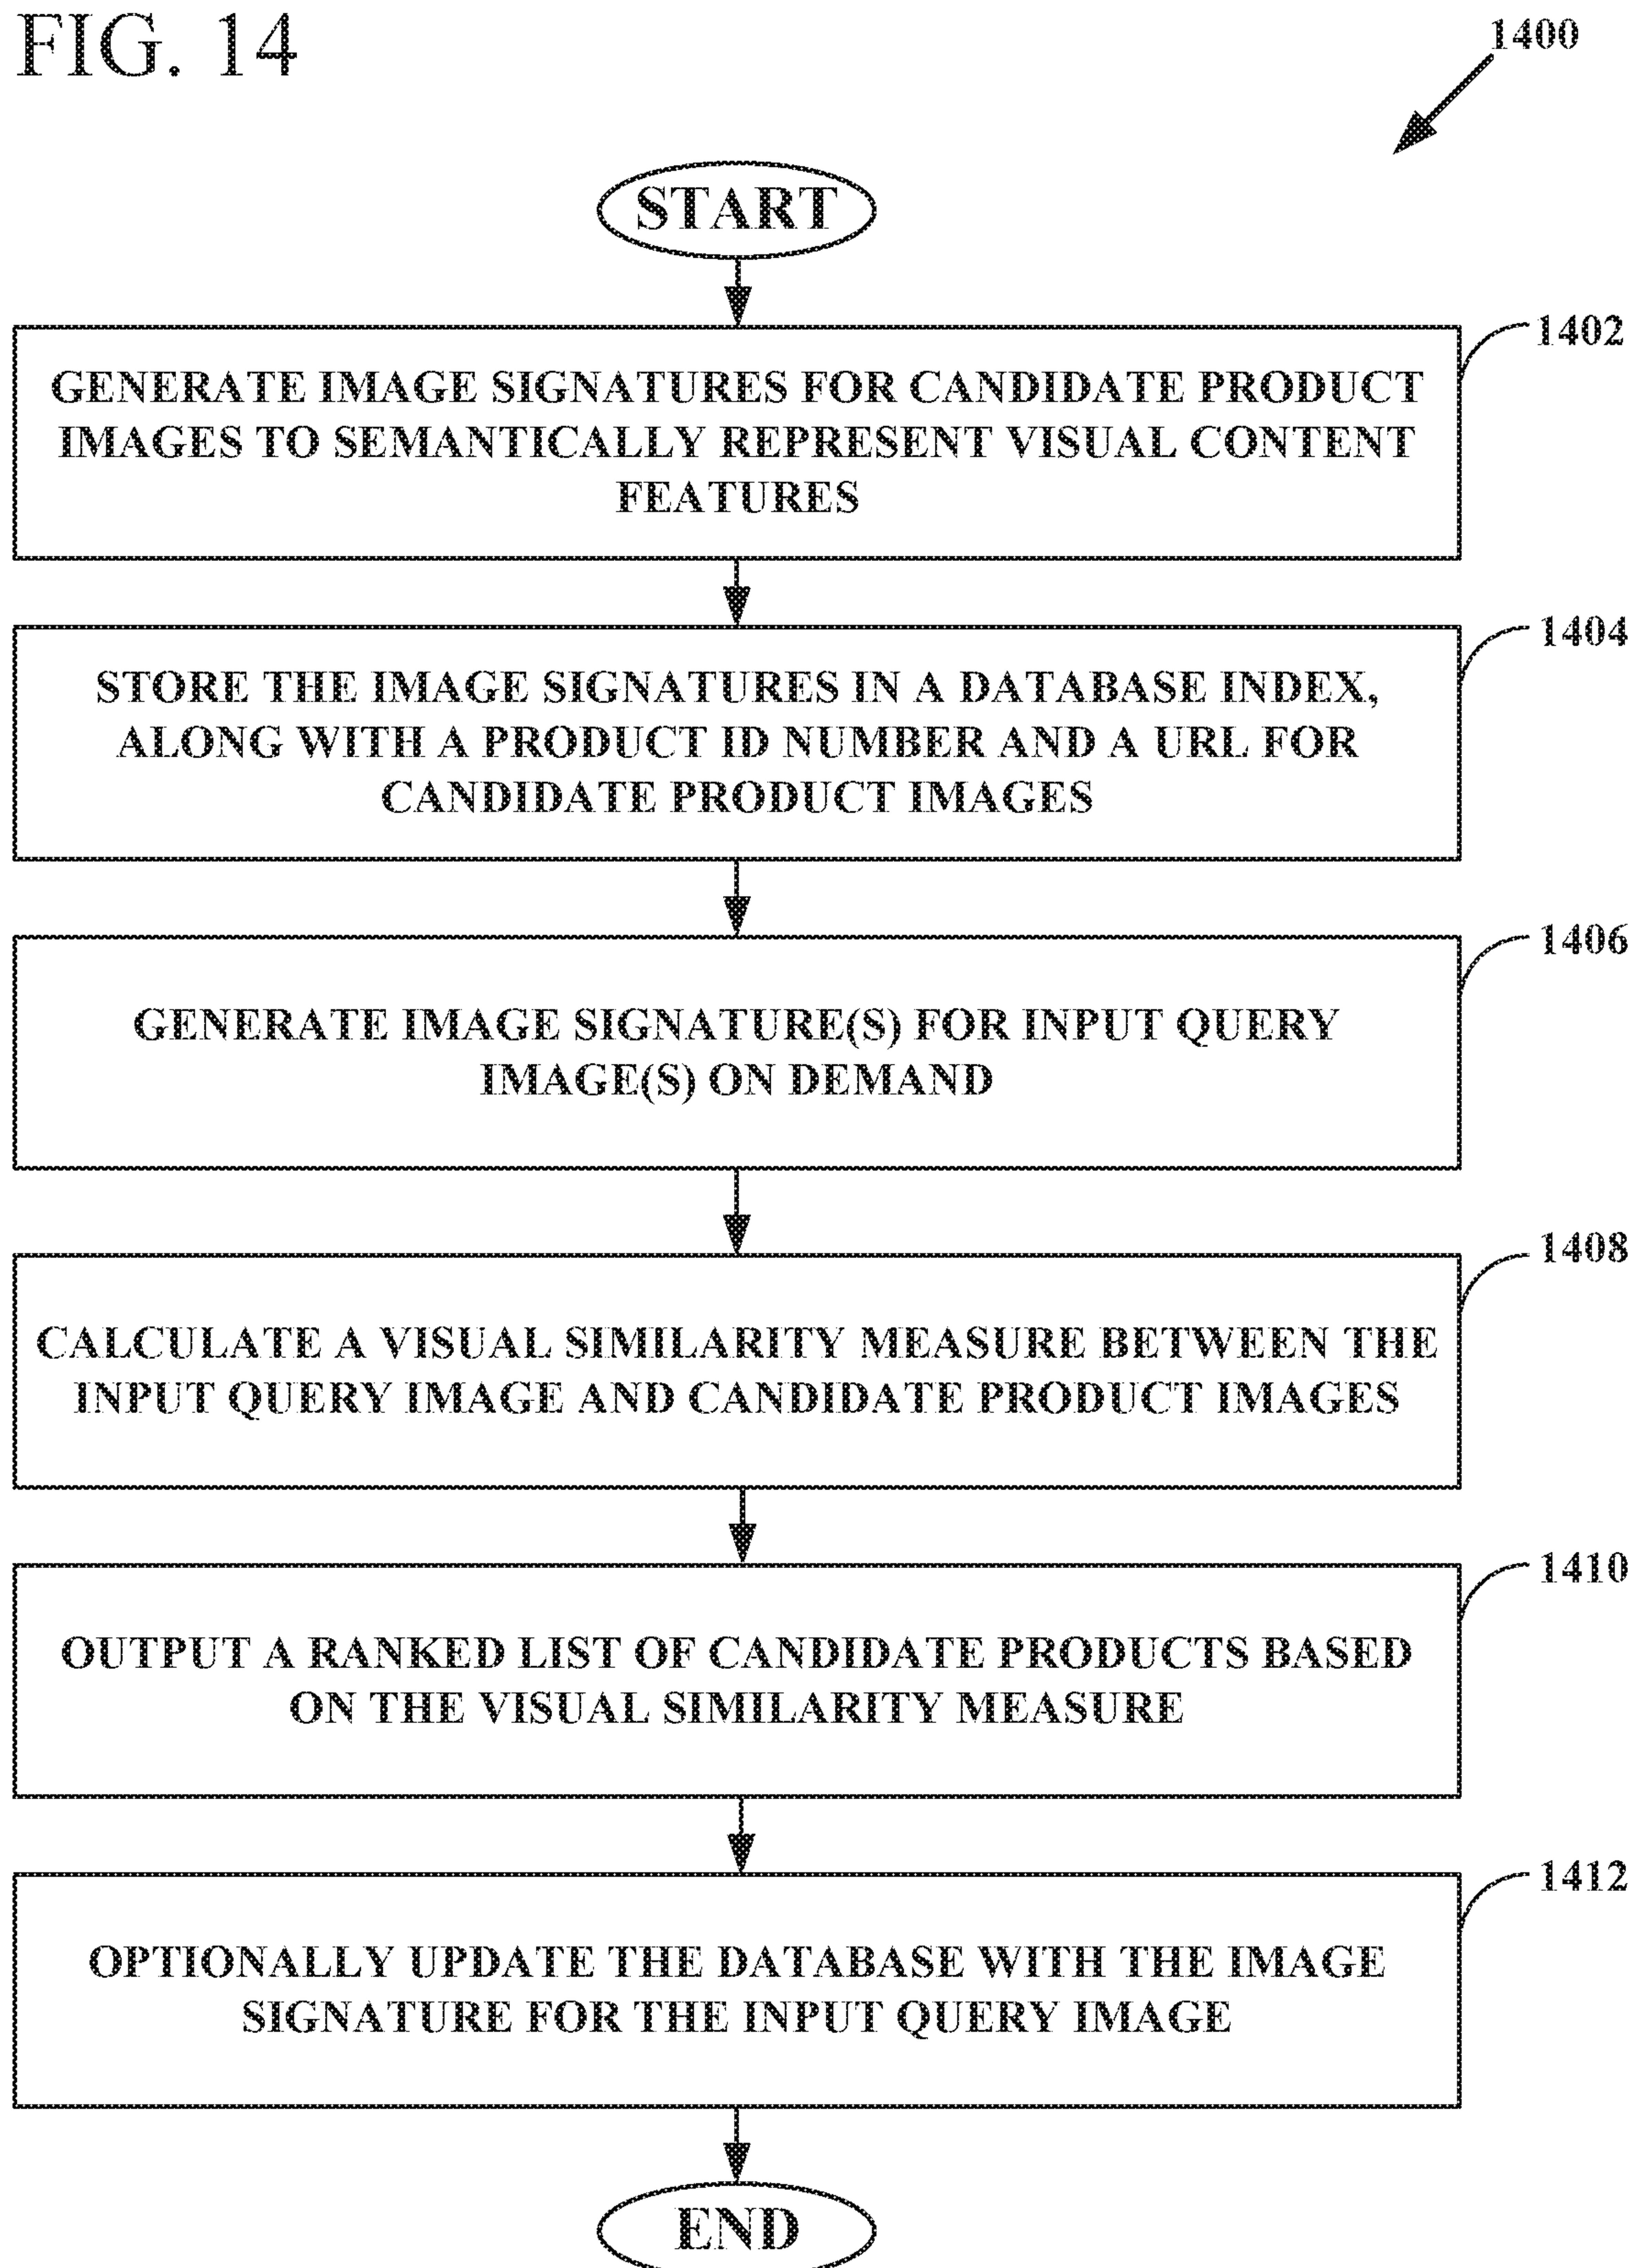 FIG. 14
1400
START
1402
GENERATE IMAGE SIGNATURES FOR CANDIDATE PRODUCT
IMAGES TO SEMANTICALLY REPRESENT VISUAL CONTENT
FEATURES
1404
STORE THE IMAGE SIGNATURES IN A DATABASE INDEX,
ALONG WITH A PRODUCT ID NUMBER AND A URL FOR
CANDIDATE PRODUCT IMAGES
1406
GENERATE IMAGE SIGNATURE(S) FOR INPUT QUERY
IMAGE(S) ON DEMAND
1408
CALCULATE A VISUAL SIMILARITY MEASURE BETWEEN THE
INPUT QUERY IMAGE AND CANDIDATE PRODUCT IMAGES
1410
OUTPUT A RANKED LIST OF CANDIDATE PRODUCTS BASED
ON THE VISUAL SIMILARITY MEASURE
1412
OPTIONALLY UPDATE THE DATABASE WITH THE IMAGE
SIGNATURE FOR THE INPUT QUERY IMAGE
END